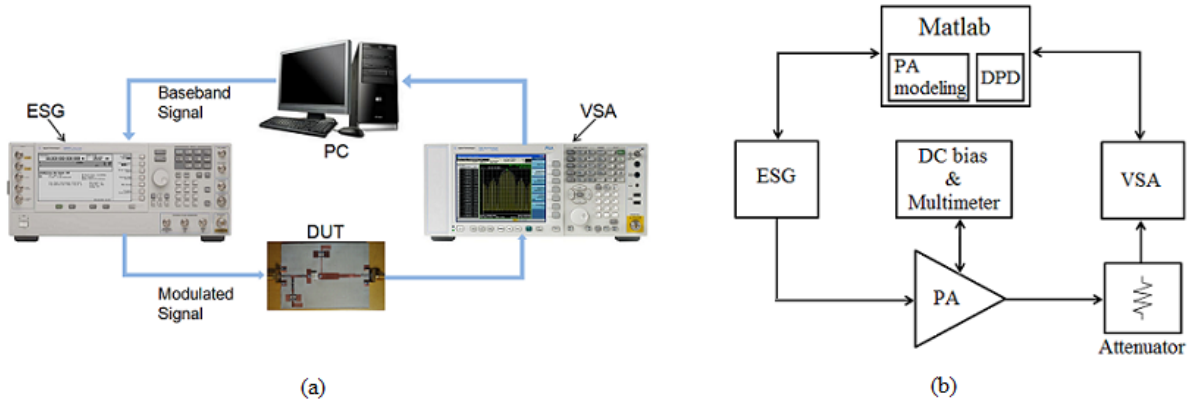 ESG
Baseband
Signal
PC
VSA
DUT
Modulated
Signal
(a)
Matlab
PA
modeling
DPD
ESG
DC bias
&
Multimeter
VSA
PA
Attenuator
(b)